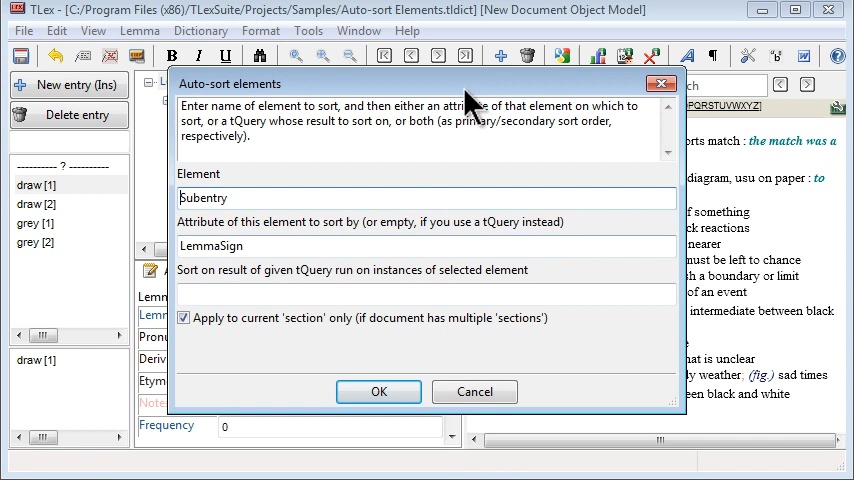 TLex - [C:/Program Files (x86)/TLexSuite/Projects/Samples/Auto-sort Elements.tldict] [New Document Object Model]
File Edit View Lemma Dictionary Format Tools Window Help
B I U
New entry (Ins)
Delete entry
---------- ? ----------
draw [1]
draw [2]
grey [1]
grey [2]
draw [1]
Auto-sort elements
Enter name of element to sort, and then either an attribute of that element on which to
sort, or a tQuery whose result to sort on, or both (as primary/secondary sort order,
respectively).
Element
Subentry
Attribute of this element to sort by (or empty, if you use a tQuery instead)
LemmaSign
Sort on result of given tQuery run on instances of selected element
Apply to current 'section' only (if document has multiple 'sections')
OK Cancel
Frequency 0
PQRSTUVWXYZ]
orts match : the match was a
diagram, usu on paper : to
f something
ck reactions
nearer
must be left to chance
h a boundary or limit
of an event
intermediate between black
hat is unclear
y weather; (fig.) sad times
een black and white